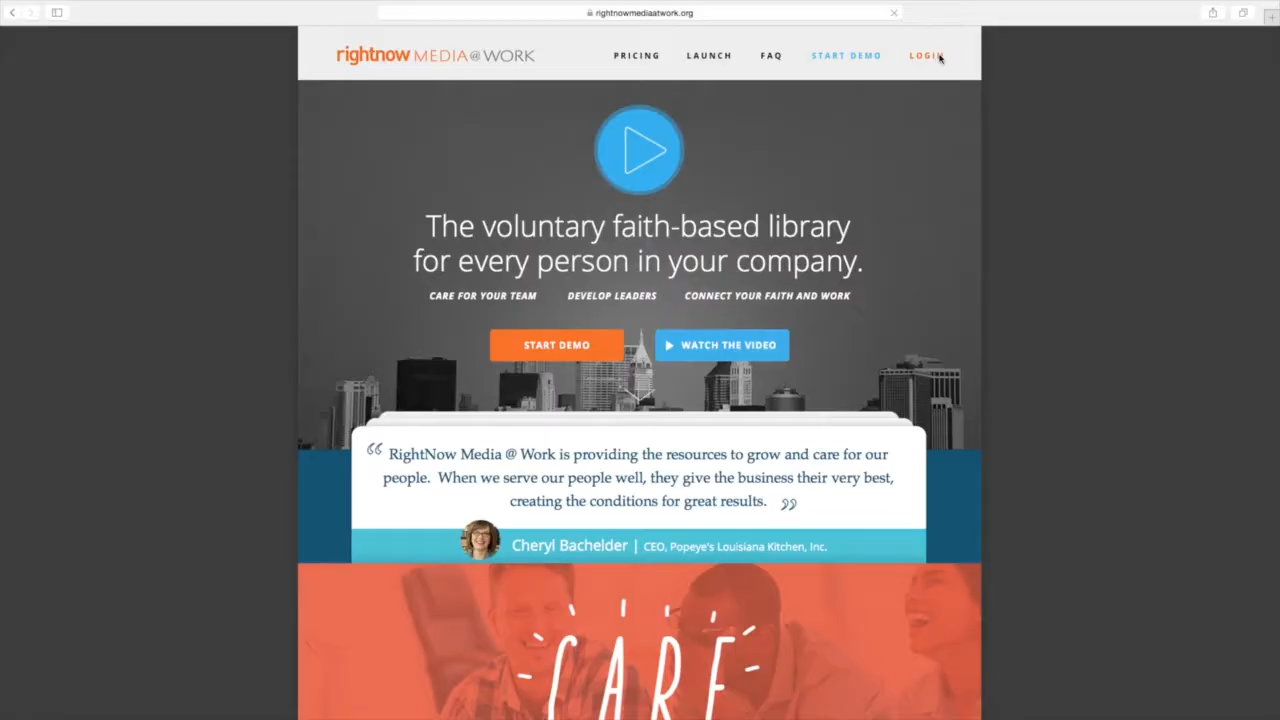 rightnowmediaatwork.org
rightnow MEDIA@WORK PRICING LAUNCH FAQ START DEMO LOGIN
The voluntary faith-based library
for every person in your company.
CARE FOR YOUR TEAM DEVELOP LEADERS CONNECT YOUR FAITH AND WORK
START DEMO WATCH THE VIDEO
“ RightNow Media @ Work is providing the resources to grow and care for our
people. When we serve our people well, they give the business their very best,
creating the conditions for great results. ”
Cheryl Bachelder | CEO, Popeye's Louisiana Kitchen, Inc.
CARE